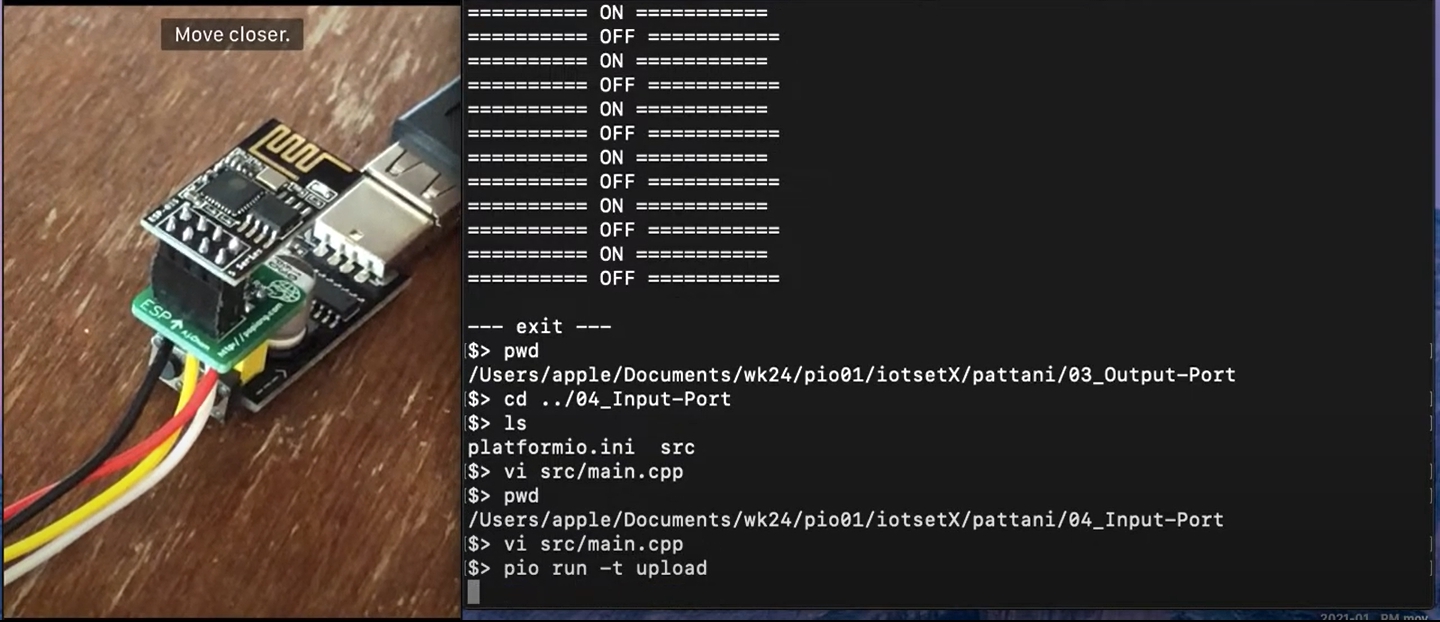 Move closer.
ESP
http://
========== ON ===========
========== OFF ===========
========== ON ===========
========== OFF ===========
========== ON ===========
========== OFF ===========
========== ON ===========
========== OFF ===========
========== ON ===========
========== OFF ===========
========== ON ===========
========== OFF ===========
--- exit ---
$> pwd
/Users/apple/Documents/wk24/pio01/iotsetX/pattani/03_Output-Port
$> cd ../04_Input-Port
$> ls
platformio.ini  src
$> vi src/main.cpp
$> pwd
/Users/apple/Documents/wk24/pio01/iotsetX/pattani/04_Input-Port
$> vi src/main.cpp
$> pio run -t upload